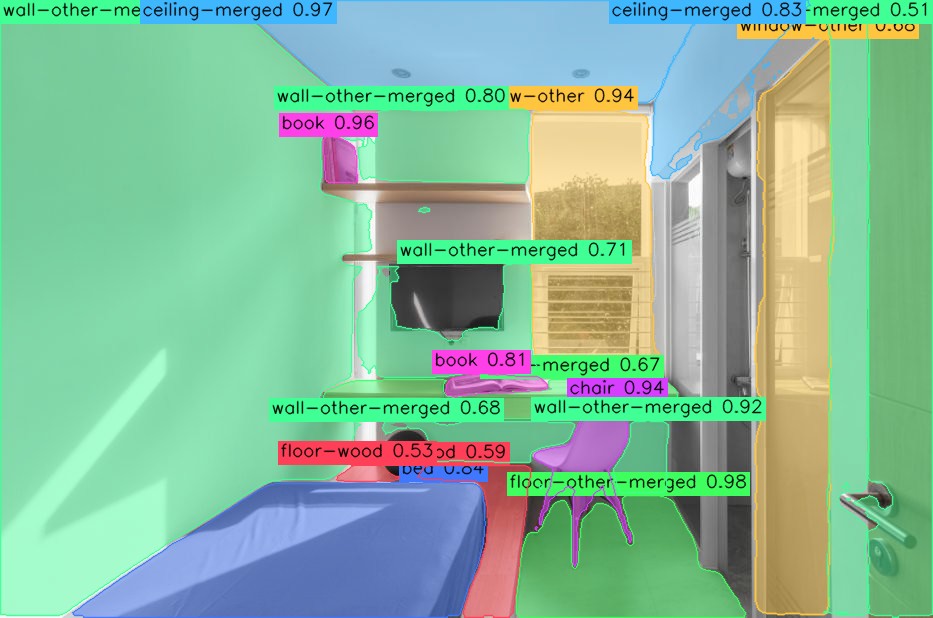 wall-other-me
ceiling-merged 0.97
ceiling-merged 0.83
-merged 0.51
window-other 0.68
wall-other-merged 0.80
w-other 0.94
book 0.96
wall-other-merged 0.71
book 0.81
-merged 0.67
chair 0.94
wall-other-merged 0.68
wall-other-merged 0.92
floor-wood 0.53
od 0.59
bed 0.84
floor-other-merged 0.98